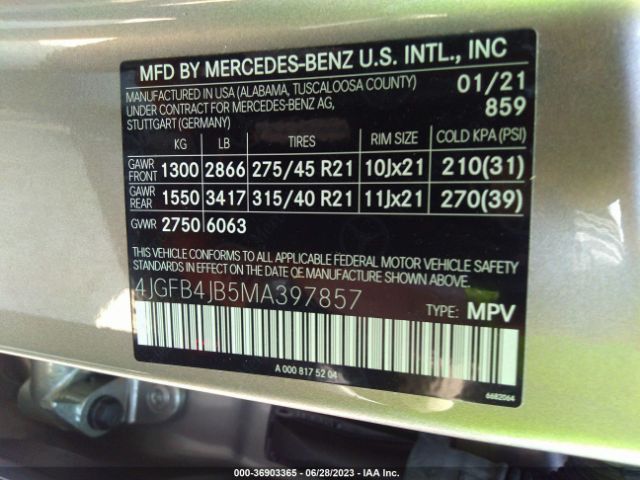 MFD BY MERCEDES-BENZ U.S. INTL., INC
MANUFACTURED IN USA (ALABAMA, TUSCALOOSA COUNTY) 01/21
UNDER CONTRACT FOR MERCEDES-BENZ AG, 859
STUTTGART (GERMANY)
KG LB TIRES RIM SIZE COLD KPA (PSI)
GAWR FRONT 1300 2866 275/45 R21 10Jx21 210(31)
GAWR REAR 1550 3417 315/40 R21 11Jx21 270(39)
GVWR 2750 6063
THIS VEHICLE CONFORMS TO ALL APPLICABLE FEDERAL MOTOR VEHICLE SAFETY
STANDARDS IN EFFECT ON THE DATE OF MANUFACTURE SHOWN ABOVE.
4JGFB4JB5MA397857 TYPE: MPV
A 000 817 52 04
6682064
000-36903365 - 06/28/2023 - IAA Inc.